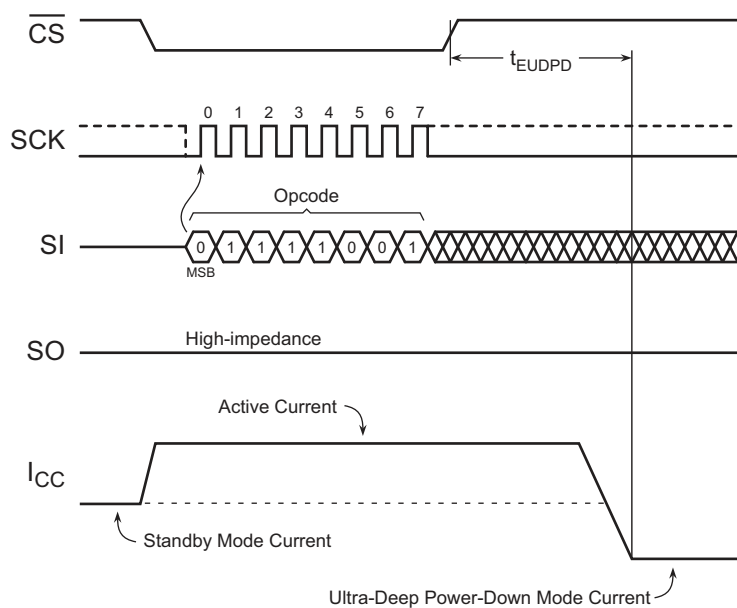 CS
tEUDPD
0 1 2 3 4 5 6 7
SCK
Opcode
SI
0 1 1 1 1 0 0 1
MSB
High-impedance
SO
Active Current
ICC
Standby Mode Current
Ultra-Deep Power-Down Mode Current